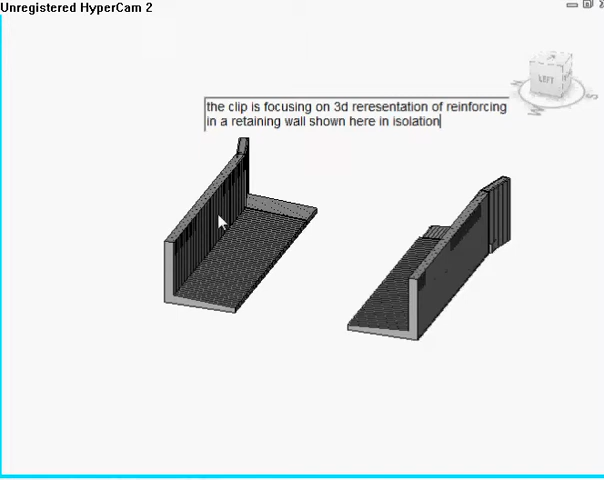 Unregistered HyperCam 2
LEFT
the clip is focusing on 3d reresentation of reinforcing
in a retaining wall shown here in isolation